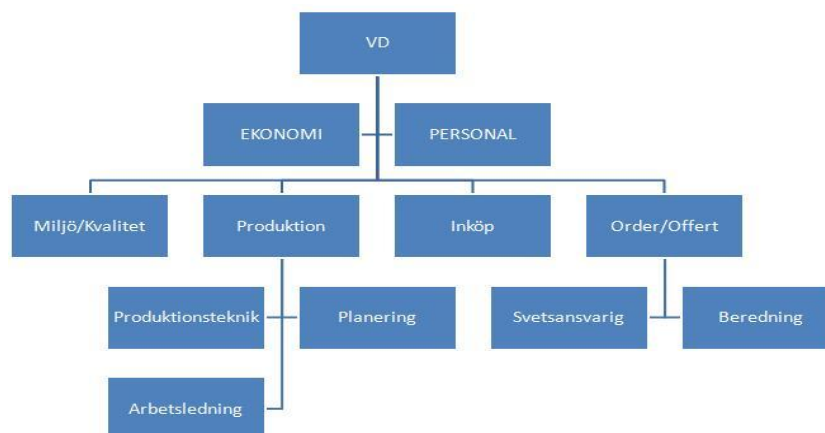 VD
EKONOMI
PERSONAL
Miljö/Kvalitet
Produktion
Inköp
Order/Offert
Produktionsteknik
Planering
Svetsansvarig
Beredning
Arbetsledning